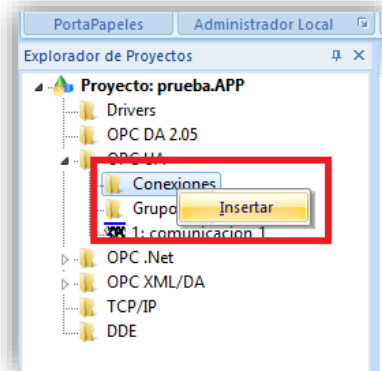 PortaPapeles
Administrador Local
Explorador de Proyectos
Proyecto: prueba.APP
Drivers
OPC DA 2.05
OPC UA
Conexiones
Grupo
Insertar
1: comunicacion 1
OPC .Net
OPC XML/DA
TCP/IP
DDE